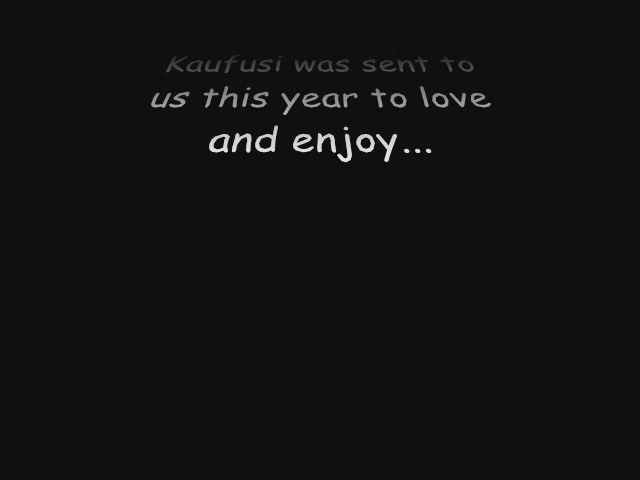 Kaufusi was sent to
us this year to love
and enjoy...